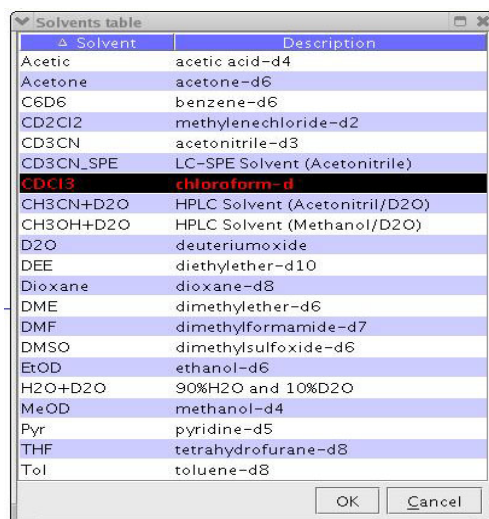 Solvents table
Solvent Description
Acetic acetic acid-d4
Acetone acetone-d6
C6D6 benzene-d6
CD2Cl2 methylenechloride-d2
CD3CN acetonitrile-d3
CD3CN_SPE LC-SPE Solvent (Acetonitrile)
CDCl3 chloroform-d
CH3CN+D2O HPLC Solvent (Acetonitril/D2O)
CH3OH+D2O HPLC Solvent (Methanol/D2O)
D2O deuteriumoxide
DEE diethylether-d10
Dioxane dioxane-d8
DME dimethylether-d6
DMF dimethylformamide-d7
DMSO dimethylsulfoxide-d6
EtOD ethanol-d6
H2O+D2O 90%H2O and 10%D2O
MeOD methanol-d4
Pyr pyridine-d5
THF tetrahydrofurane-d8
Tol toluene-d8
OK Cancel